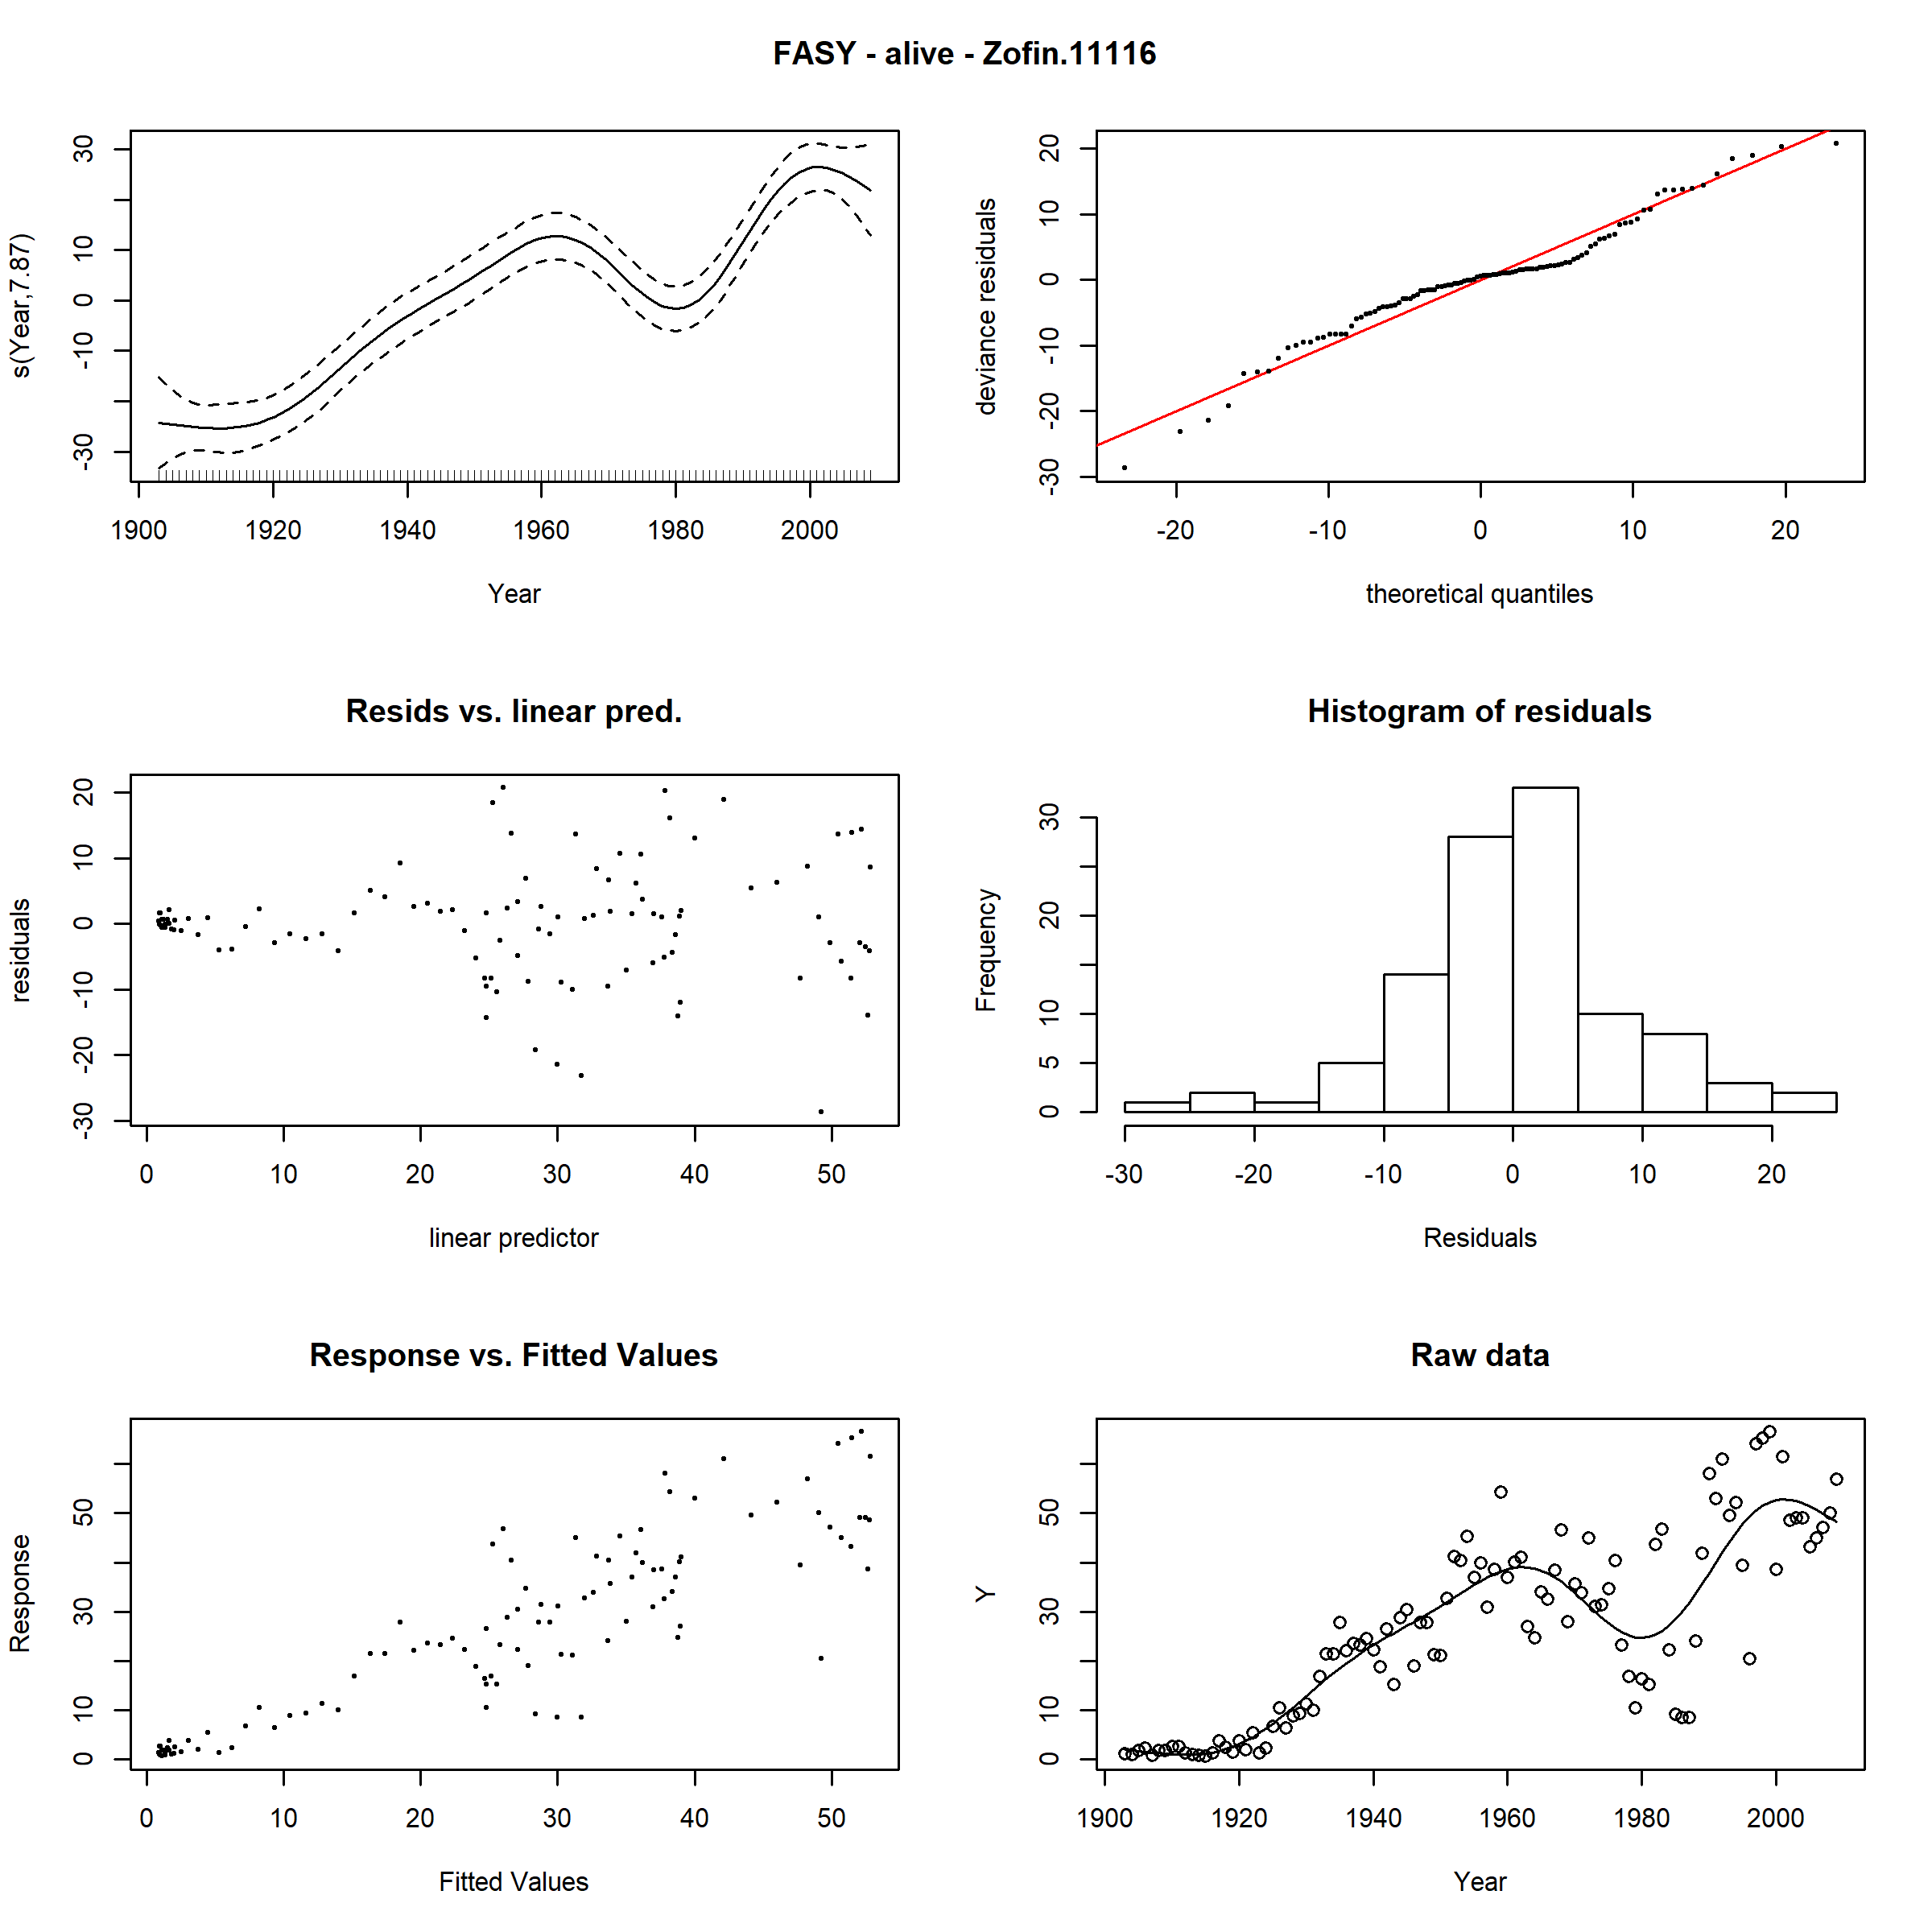 FASY - alive - Zofin.11116
s(Year,7.87)
30
10
0
-10
-30
1900 1920 1940 1960 1980 2000
Year
deviance residuals
20
10
0
-10
-30
-20 -10 0 10 20
theoretical quantiles
Resids vs. linear pred.
residuals
20
10
0
-10
-20
-30
0 10 20 30 40 50
linear predictor
Histogram of residuals
Frequency
30
20
10
5
0
-30 -20 -10 0 10 20
Residuals
Response vs. Fitted Values
Response
50
30
10
0
0 10 20 30 40 50
Fitted Values
Raw data
Y
50
30
10
0
1900 1920 1940 1960 1980 2000
Year